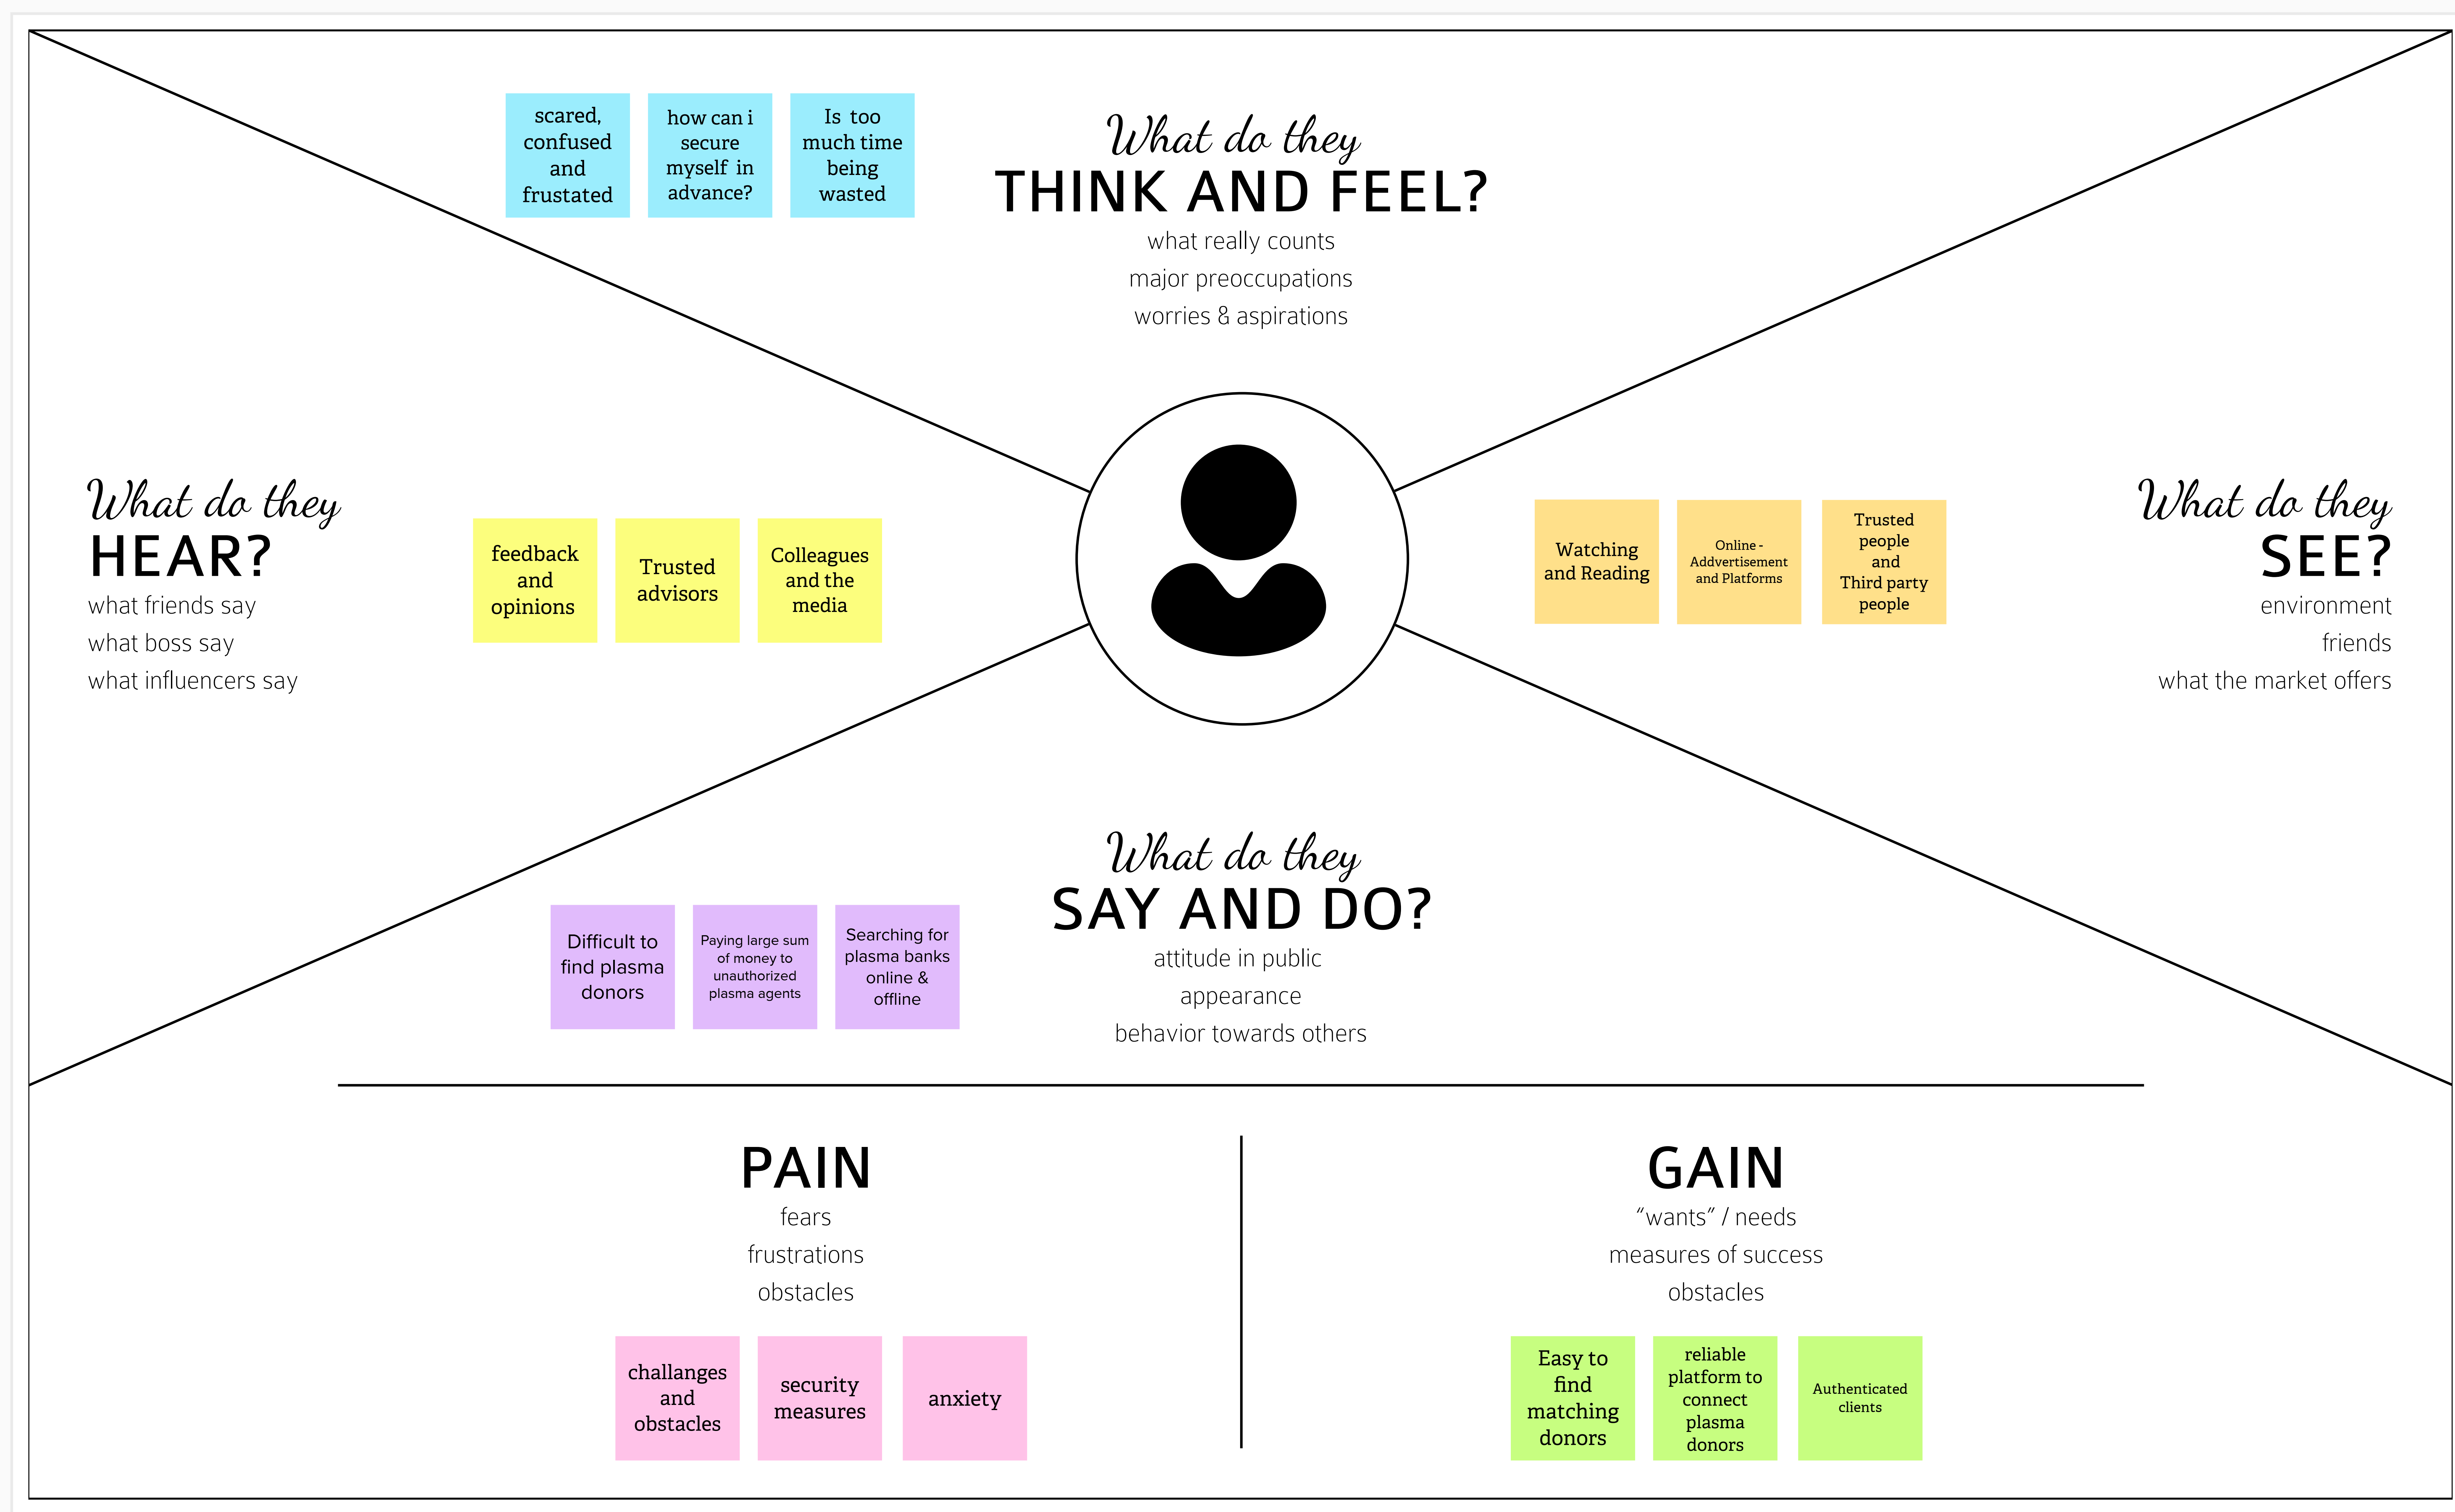 scared,
confused
and
frustated
how can i
secure
myself in
advance?
Is too
much time
being
wasted
What do they
THINK AND FEEL?
what really counts
major preoccupations
worries & aspirations
What do they
HEAR?
what friends say
what boss say
what influencers say
feedback
and
opinions
Trusted
advisors
Colleagues
and the
media
Watching
and Reading
Online -
Addvertisement
and Platforms
Trusted
people
and
Third party
people
What do they
SEE?
environment
friends
what the market offers
Difficult to
find plasma
donors
Paying large sum
of money to
unauthorized
plasma agents
Searching for
plasma banks
online &
offline
What do they
SAY AND DO?
attitude in public
appearance
behavior towards others
PAIN
fears
frustrations
obstacles
challanges
and
obstacles
security
measures
anxiety
GAIN
“wants” / needs
measures of success
obstacles
Easy to
find
matching
donors
reliable
platform to
connect
plasma
donors
Authenticated
clients